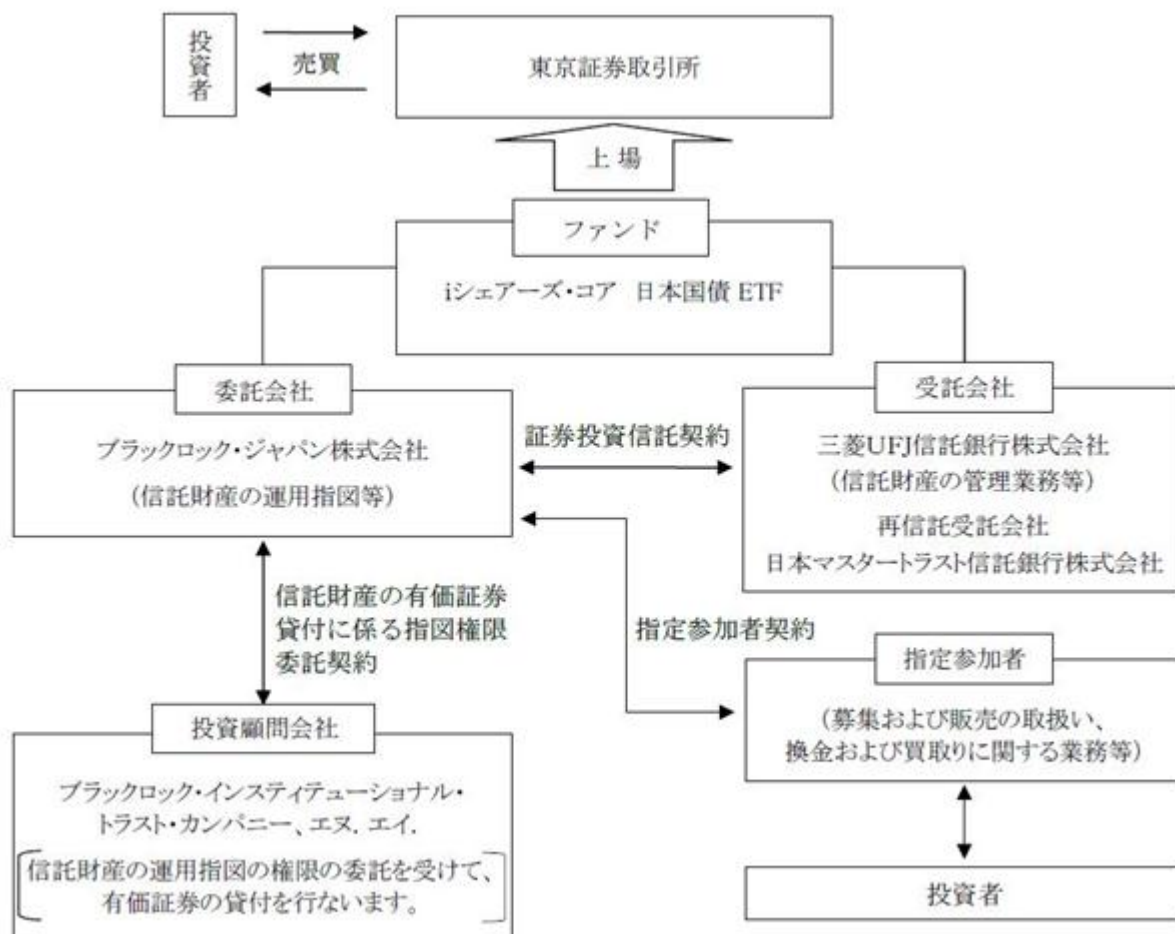 投資者
売買
東京証券取引所
上 場
ファンド
iシェアーズ・コア 日本国債 ETF
委託会社
ブラックロック・ジャパン株式会社
(信託財産の運用指図等)
証券投資信託契約
受託会社
三菱UFJ信託銀行株式会社
(信託財産の管理業務等)
再信託受託会社
日本マスタートラスト信託銀行株式会社
信託財産の有価証券
貸付に係る指図権限
委託契約
指定参加者契約
指定参加者
(募集および販売の取扱い、
換金および買取りに関する業務等)
投資顧問会社
ブラックロック・インスティテューショナル・
トラスト・カンパニー、エヌ. エイ.
信託財産の運用指図の権限の委託を受けて、
有価証券の貸付を行ないます。
投資者